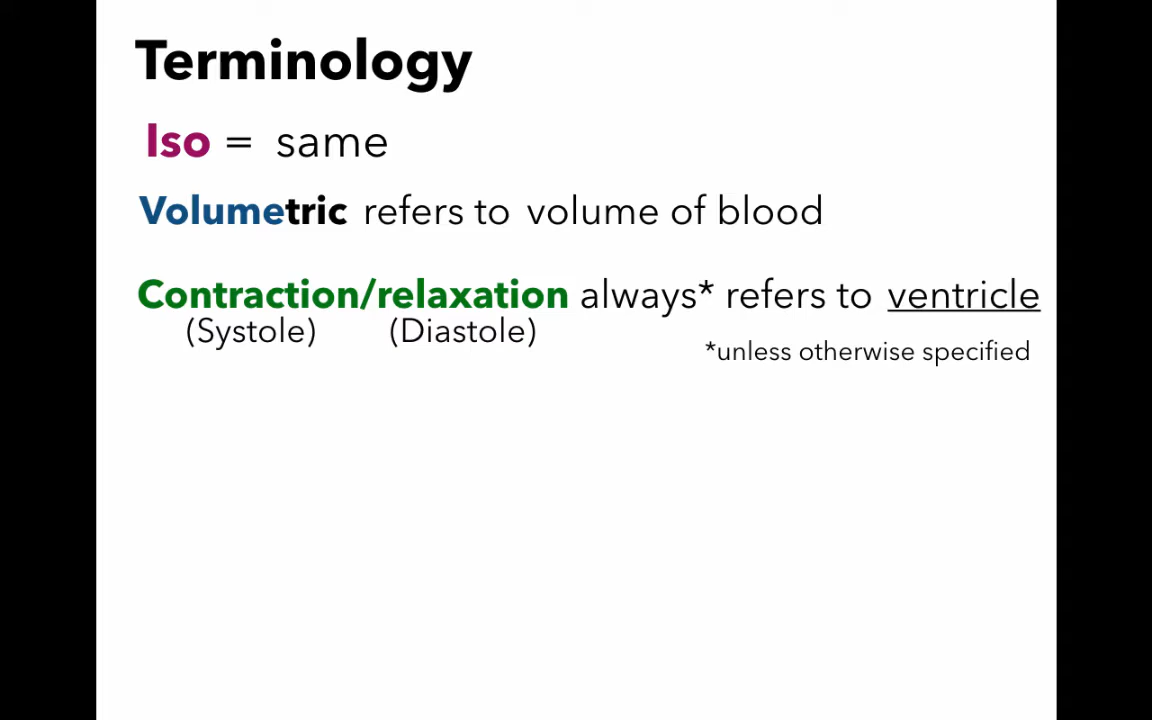 Terminology
Iso = same
Volumetric refers to volume of blood
Contraction/relaxation always* refers to ventricle
(Systole) (Diastole)
*unless otherwise specified